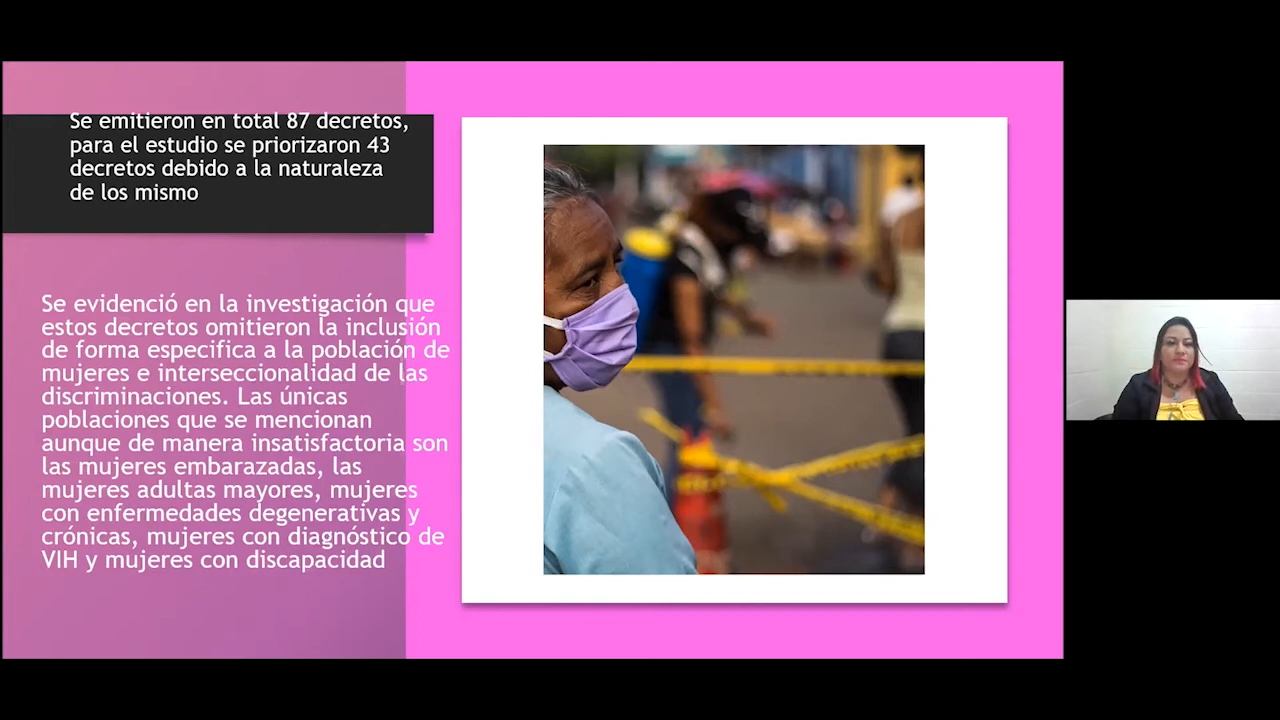 Se emitieron en total 87 decretos,
para el estudio se priorizaron 43
decretos debido a la naturaleza
de los mismo
Se evidenció en la investigación que
estos decretos omitieron la inclusión
de forma especifica a la población de
mujeres e interseccionalidad de las
discriminaciones. Las únicas
poblaciones que se mencionan
aunque de manera insatisfactoria son
las mujeres embarazadas, las
mujeres adultas mayores, mujeres
con enfermedades degenerativas y
crónicas, mujeres con diagnóstico de
VIH y mujeres con discapacidad